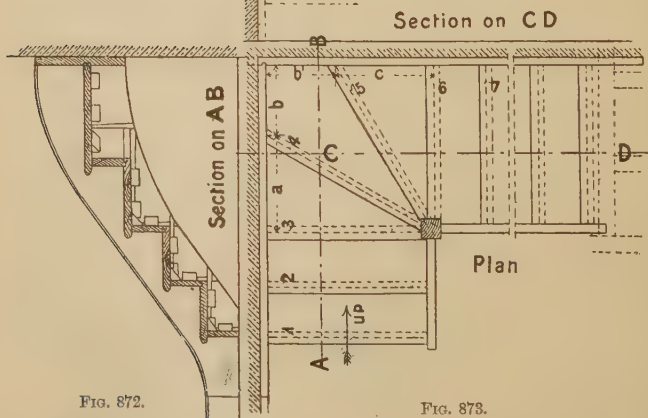 Section on CD
Section on AB
B
b
c
5
6
7
b
4
C
D
a
3
2
Plan
1
Up
A
FIG. 872.
FIG. 873.